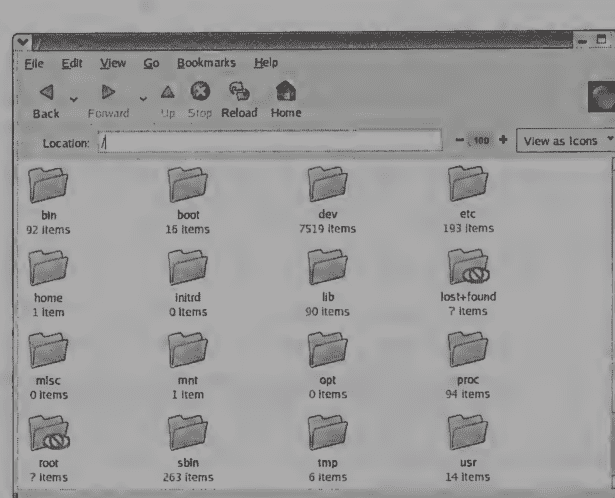 /
File Edit View Go Bookmarks Help
Back Forward Up Stop Reload Home
Location: / 100 View as Icons
bin boot dev etc
92 items 16 items 7519 items 193 items
home initrd lib lost+found
1 item 0 items 90 items ? items
misc mnt opt proc
0 items 1 item 0 items 94 items
root sbin tmp usr
? items 263 items 6 items 14 items